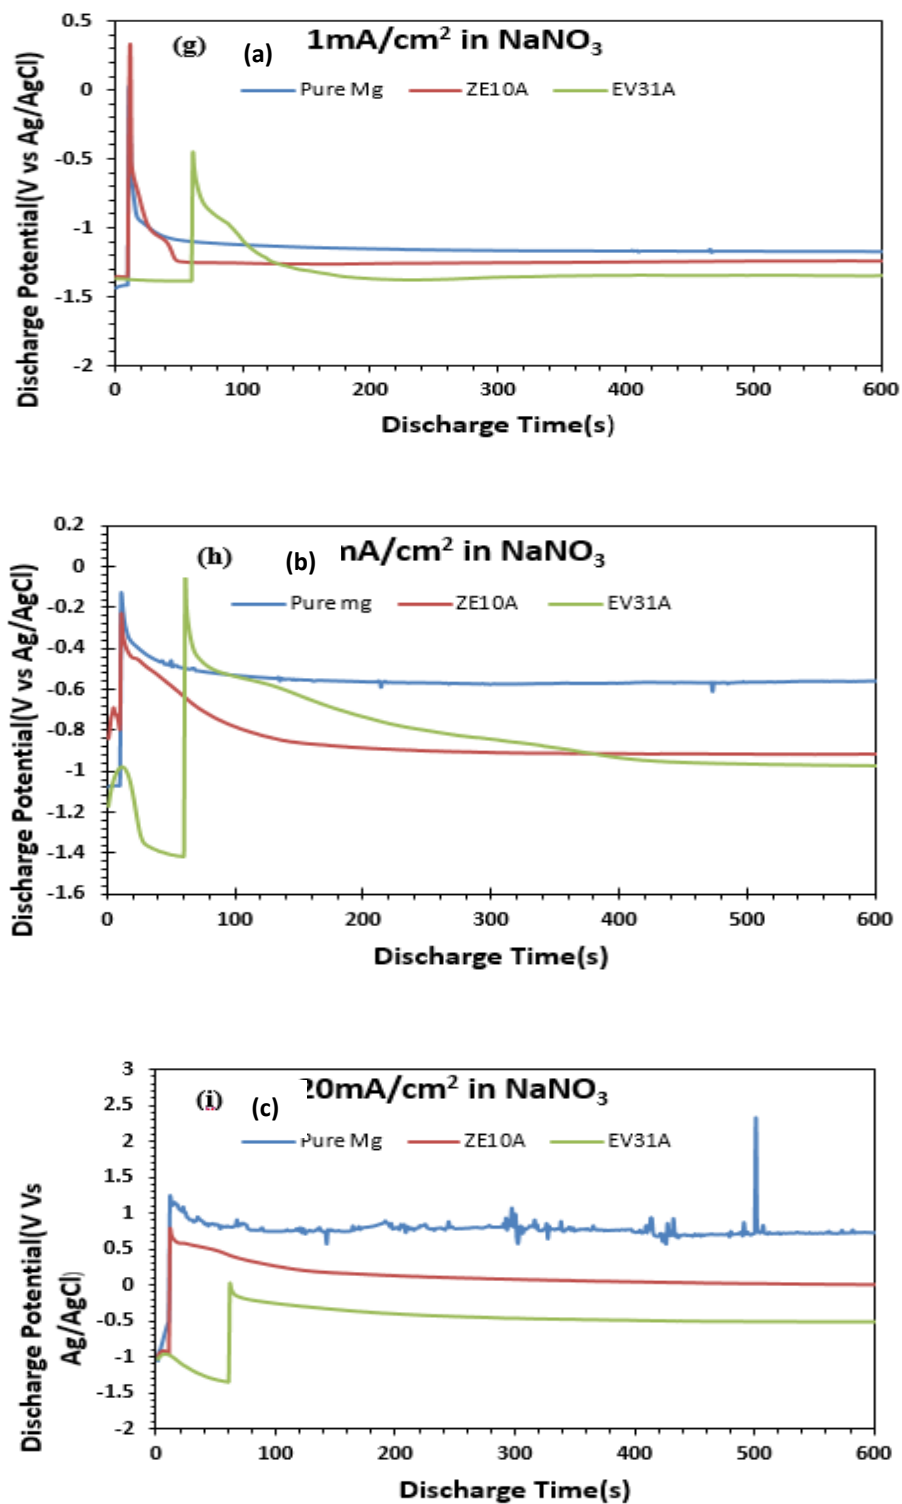 (g) (a) 1mA/cm² in NaNO₃
Pure Mg ZE10A EV31A
Discharge Potential(V vs Ag/AgCl)
0.5
0
-0.5
-1
-1.5
-2
0 100 200 300 400 500 600
Discharge Time(s)
(h) (b) mA/cm² in NaNO₃
Pure mg ZE10A EV31A
Discharge Potential(V vs Ag/AgCl)
0.2
0
-0.2
-0.4
-0.6
-0.8
-1
-1.2
-1.4
-1.6
0 100 200 300 400 500 600
Discharge Time(s)
(i) (c) 20mA/cm² in NaNO₃
Pure Mg ZE10A EV31A
Discharge Potential(V Vs
Ag/AgCl)
3
2.5
2
1.5
1
0.5
0
-0.5
-1
-1.5
-2
0 100 200 300 400 500 600
Discharge Time(s)